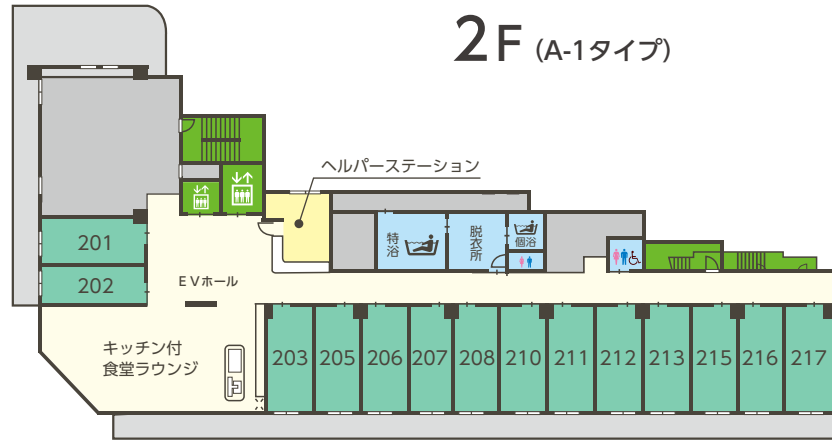 2F (A-1タイプ)
ヘルパーステーション
特浴
脱衣所
個浴
201
202
EVホール
キッチン付
食堂ラウンジ
203 205 206 207 208 210 211 212 213 215 216 217